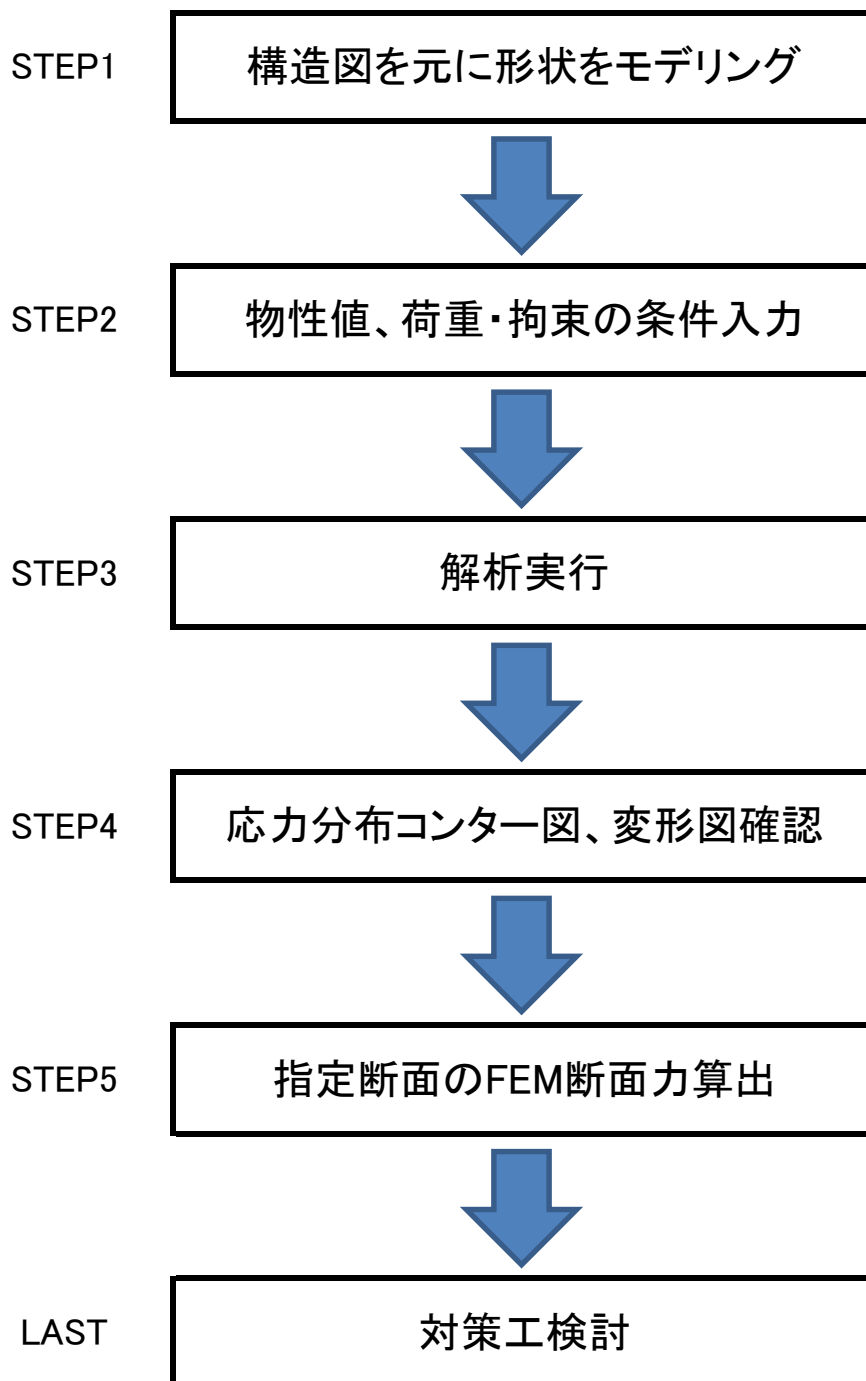 STEP1
構造図を元に形状をモデリング
STEP2
物性値、荷重・拘束の条件入力
STEP3
解析実行
STEP4
応力分布コンター図、変形図確認
STEP5
指定断面のFEM断面力算出
LAST
対策工検討